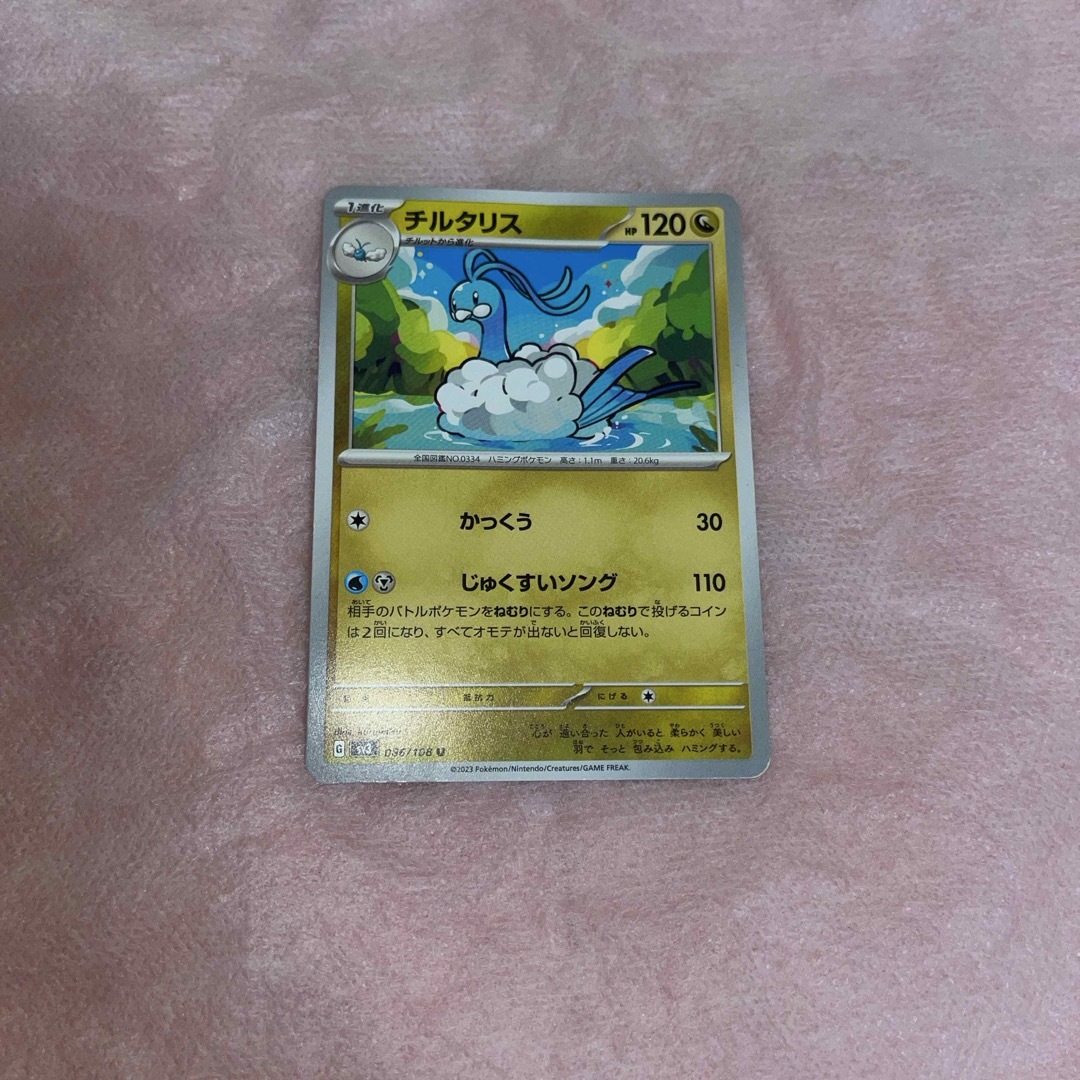 1進化
チルタリス
HP 120
チルットから進化
全国図鑑NO.0334 ハミングポケモン 高さ：1.1m 重さ：20.6kg
かっくう 30
じゅくすいソング 110
相手のバトルポケモンをねむりにする。このねむりで投げるコイン
は２回になり、すべてオモテが出ないと回復しない。
抵抗力 にげる
心が 通い合った 人がいると 柔らかく 美しい
羽で そっと 包み込み ハミングする。
G SV3 096/108 U
©2023 Pokémon/Nintendo/Creatures/GAME FREAK.